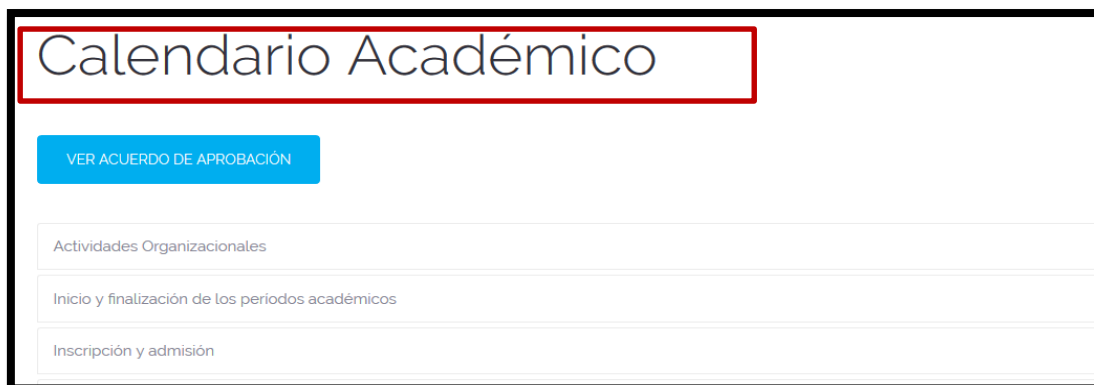 Calendario Académico
VER ACUERDO DE APROBACIÓN
Actividades Organizacionales
Inicio y finalización de los períodos académicos
Inscripción y admisión